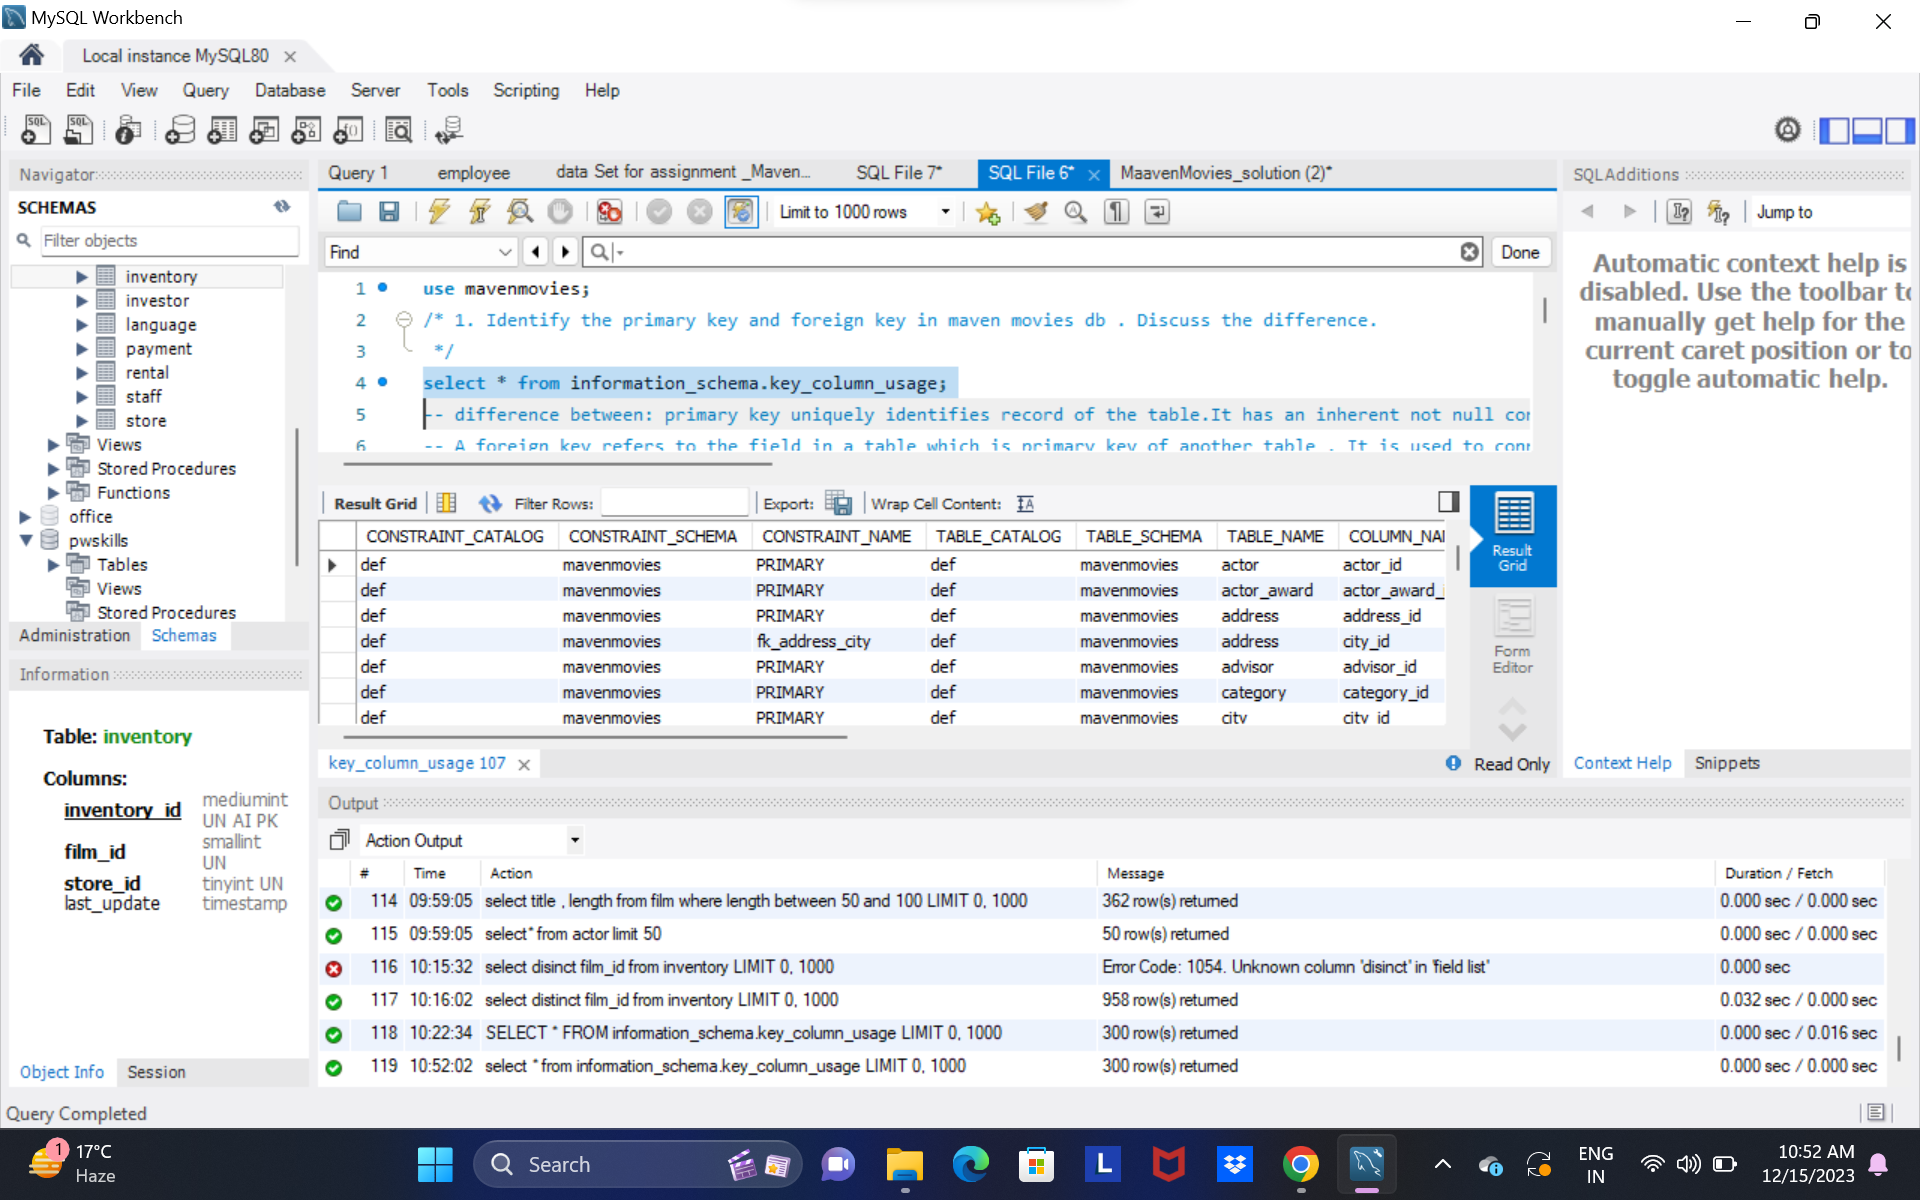 MySQL Workbench
Local instance MySQL80
File Edit View Query Database Server Tools Scripting Help
Navigator
SCHEMAS
Filter objects
inventory
investor
language
payment
rental
staff
store
Views
Stored Procedures
Functions
office
pwskills
Tables
Views
Stored Procedures
Administration Schemas
Information
Table: inventory
Columns:
inventory_id mediumint UN AI PK
film_id smallint UN
store_id tinyint UN
last_update timestamp
Object Info Session
Query Completed
Query 1 employee data Set for assignment _Maven... SQL File 7* SQL File 6* MaavenMovies_solution (2)*
Limit to 1000 rows
Find Done
1 use mavenmovies;
2 /* 1. Identify the primary key and foreign key in maven movies db . Discuss the difference.
3 */
4 select * from information_schema.key_column_usage;
5 -- difference between: primary key uniquely identifies record of the table.It has an inherent not null con
6 -- A foreign key refers to the field in a table which is primary key of another table . It is used to conn
Result Grid Filter Rows: Export: Wrap Cell Content:
CONSTRAINT_CATALOG CONSTRAINT_SCHEMA CONSTRAINT_NAME TABLE_CATALOG TABLE_SCHEMA TABLE_NAME COLUMN_NAI
def mavenmovies PRIMARY def mavenmovies actor actor_id
def mavenmovies PRIMARY def mavenmovies actor_award actor_award_
def mavenmovies PRIMARY def mavenmovies address address_id
def mavenmovies fk_address_city def mavenmovies address city_id
def mavenmovies PRIMARY def mavenmovies advisor advisor_id
def mavenmovies PRIMARY def mavenmovies category category_id
def mavenmovies PRIMARY def mavenmovies city city_id
Result Grid
Form Editor
key_column_usage 107
Read Only
SQLAdditions
Jump to
Automatic context help is
disabled. Use the toolbar to
manually get help for the
current caret position or to
toggle automatic help.
Context Help Snippets
Output
Action Output
# Time Action Message Duration / Fetch
114 09:59:05 select title , length from film where length between 50 and 100 LIMIT 0, 1000 362 row(s) returned 0.000 sec / 0.000 sec
115 09:59:05 select* from actor limit 50 50 row(s) returned 0.000 sec / 0.000 sec
116 10:15:32 select disinct film_id from inventory LIMIT 0, 1000 Error Code: 1054. Unknown column 'disinct' in 'field list' 0.000 sec
117 10:16:02 select distinct film_id from inventory LIMIT 0, 1000 958 row(s) returned 0.032 sec / 0.000 sec
118 10:22:34 SELECT * FROM information_schema.key_column_usage LIMIT 0, 1000 300 row(s) returned 0.000 sec / 0.016 sec
119 10:52:02 select * from information_schema.key_column_usage LIMIT 0, 1000 300 row(s) returned 0.000 sec / 0.000 sec
1
17°C
Haze
Search
L
ENG
IN
10:52 AM
12/15/2023